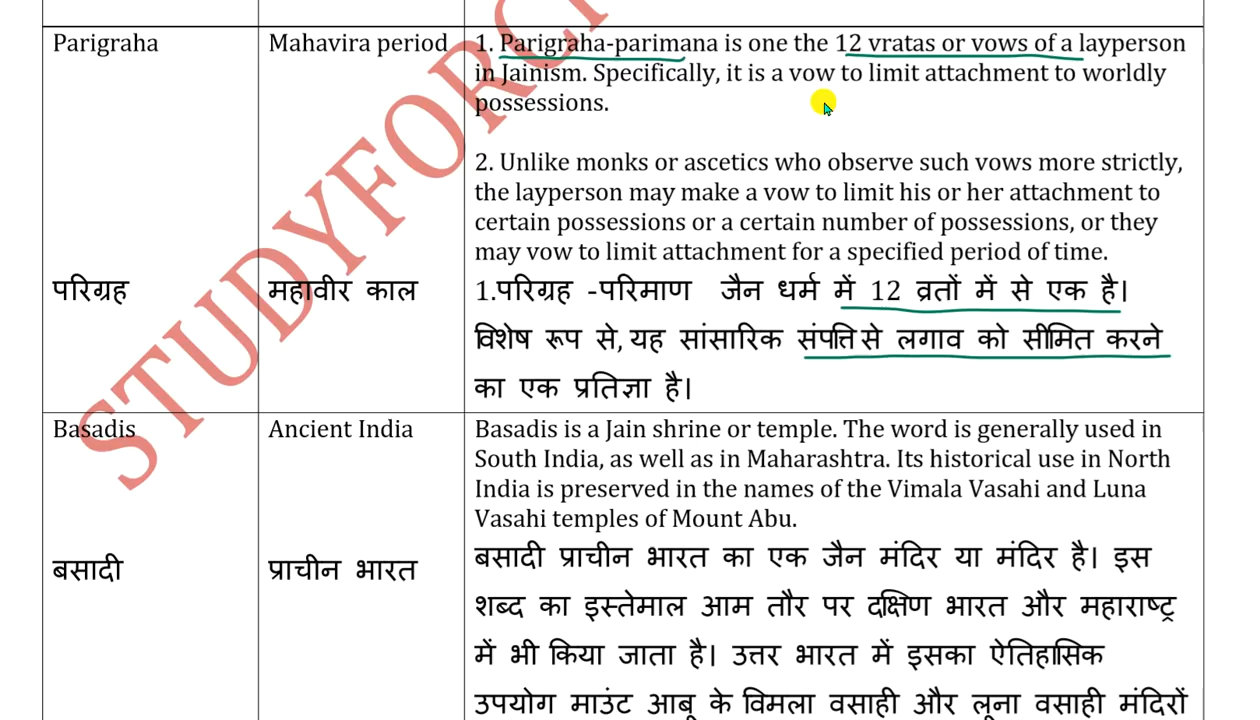 Parigraha
Mahavira period
1. Parigraha-parimana is one the 12 vratas or vows of a layperson
in Jainism. Specifically, it is a vow to limit attachment to worldly
possessions.
2. Unlike monks or ascetics who observe such vows more strictly,
the layperson may make a vow to limit his or her attachment to
certain possessions or a certain number of possessions, or they
may vow to limit attachment for a specified period of time.
परिग्रह
महावीर काल
1.परिग्रह -परिमाण जैन धर्म में 12 व्रतों में से एक है।
विशेष रूप से, यह सांसारिक संपत्ति से लगाव को सीमित करने
का एक प्रतिज्ञा है।
Basadis
Ancient India
Basadis is a Jain shrine or temple. The word is generally used in
South India, as well as in Maharashtra. Its historical use in North
India is preserved in the names of the Vimala Vasahi and Luna
Vasahi temples of Mount Abu.
बसादी
प्राचीन भारत
बसादी प्राचीन भारत का एक जैन मंदिर या मंदिर है। इस
शब्द का इस्तेमाल आम तौर पर दक्षिण भारत और महाराष्ट्र
में भी किया जाता है। उत्तर भारत में इसका ऐतिहासिक
उपयोग माउंट आबू के विमला वसाही और लूना वसाही मंदिरों
STUDYFORC